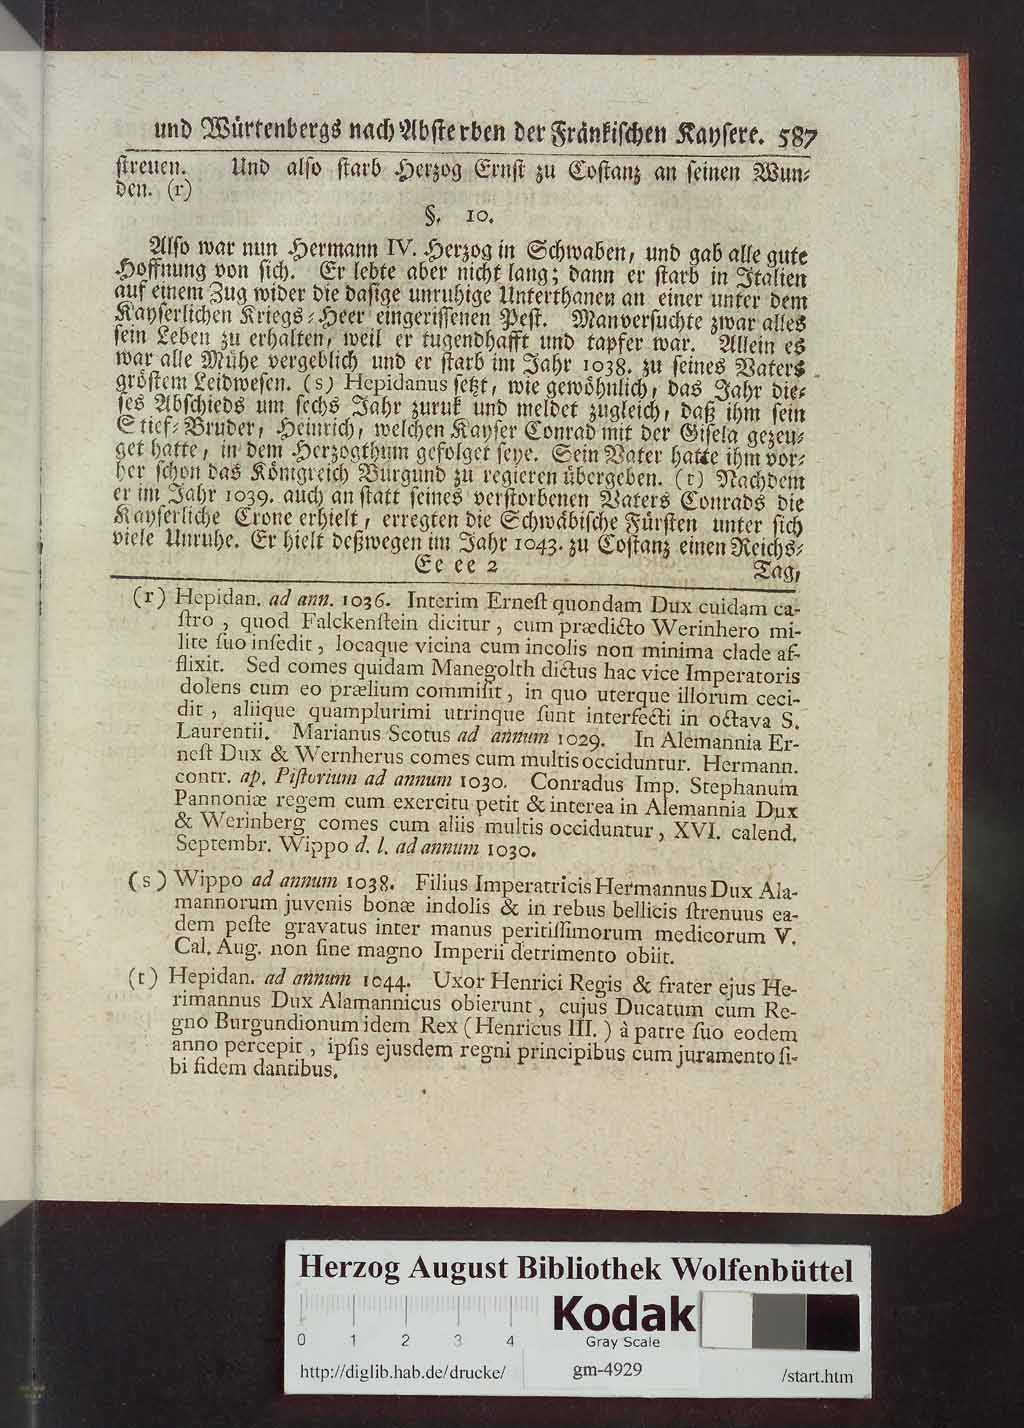 und Würtenbergs nach Absterben der Fränkischen Kaysere. 587
streuen. Und also starb Herzog Ernst zu Costanz an seinen Wun⸗
den. (r)
§. 10.
Also war nun Hermann IV. Herzog in Schwaben, und gab alle gute
Hoffnung von sich. Er lebte aber nicht lang; dann er starb in Italien
auf einem Zug wider die dasige unruhige Unterthanen an einer unter dem
Kayserlichen Kriegs⸗Heer eingerissenen Pest. Man versuchte zwar alles
sein Leben zu erhalten, weil er tugendhafft und tapfer war. Allein es
war alle Mühe vergeblich und er starb im Jahr 1038. zu seines Vaters
gröstem Leidwesen. (s) Hepidanus setzt, wie gewöhnlich, das Jahr die⸗
ses Abschieds um sechs Jahr zuruk und meldet zugleich, daß ihm sein
Stief⸗Bruder, Heinrich, welchen Kayser Conrad mit der Gisela gezeu⸗
get hatte, in dem Herzogthum gefolget seye. Sein Vater hatte ihm vor⸗
her schon das Königreich Burgund zu regieren übergeben. (t) Nachdem
er im Jahr 1039. auch an statt seines verstorbenen Vaters Conrads die
Kayserliche Crone erhielt, erregten die Schwäbische Fürsten unter sich
viele Unruhe. Er hielt deßwegen im Jahr 1043. zu Costanz einen Reichs⸗
Ee ee 2 Tag,
(r) Hepidan. ad ann. 1036. Interim Ernest quondam Dux cuidam ca-
stro, quod Falckenstein dicitur, cum prædicto Werinhero mi-
lite suo insedit, locaque vicina cum incolis non minima clade af-
flixit. Sed comes quidam Manegolth dictus hac vice Imperatoris
dolens cum eo prælium commisit, in quo uterque illorum ceci-
dit, aliique quamplurimi utrinque sunt interfecti in octava S.
Laurentii. Marianus Scotus ad annum 1029. In Alemannia Er-
nest Dux & Wernherus comes cum multis occiduntur. Hermann.
contr. ap. Pistorium ad annum 1030. Conradus Imp. Stephanum
Pannoniæ regem cum exercitu petit & interea in Alemannia Dux
& Werinberg comes cum aliis multis occiduntur, XVI. calend.
Septembr. Wippo d. l. ad annum 1030.
(s) Wippo ad annum 1038. Filius Imperatricis Hermannus Dux Ala-
mannorum juvenis bonæ indolis & in rebus bellicis strenuus ea-
dem peste gravatus inter manus peritissimorum medicorum V.
Cal. Aug. non sine magno Imperii detrimento obiit.
(t) Hepidan. ad annum 1044. Uxor Henrici Regis & frater ejus He-
rimannus Dux Alamannicus obierunt, cujus Ducatum cum Re-
gno Burgundionum idem Rex (Henricus III.) à patre suo eodem
anno percepit, ipsis ejusdem regni principibus cum juramento si-
bi fidem dantibus.
Herzog August Bibliothek Wolfenbüttel
Kodak
0 1 2 3 4 Gray Scale
http://diglib.hab.de/drucke/ gm-4929 /start.htm